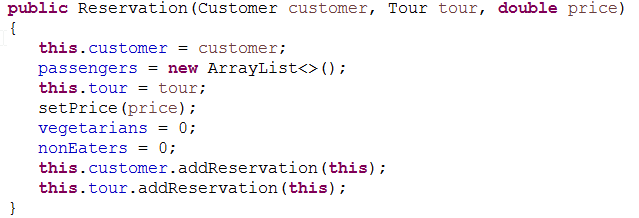 public Reservation(Customer customer, Tour tour, double price)
{
   this.customer = customer;
   passengers = new ArrayList<>();
   this.tour = tour;
   setPrice(price);
   vegetarians = 0;
   nonEaters = 0;
   this.customer.addReservation(this);
   this.tour.addReservation(this);
}